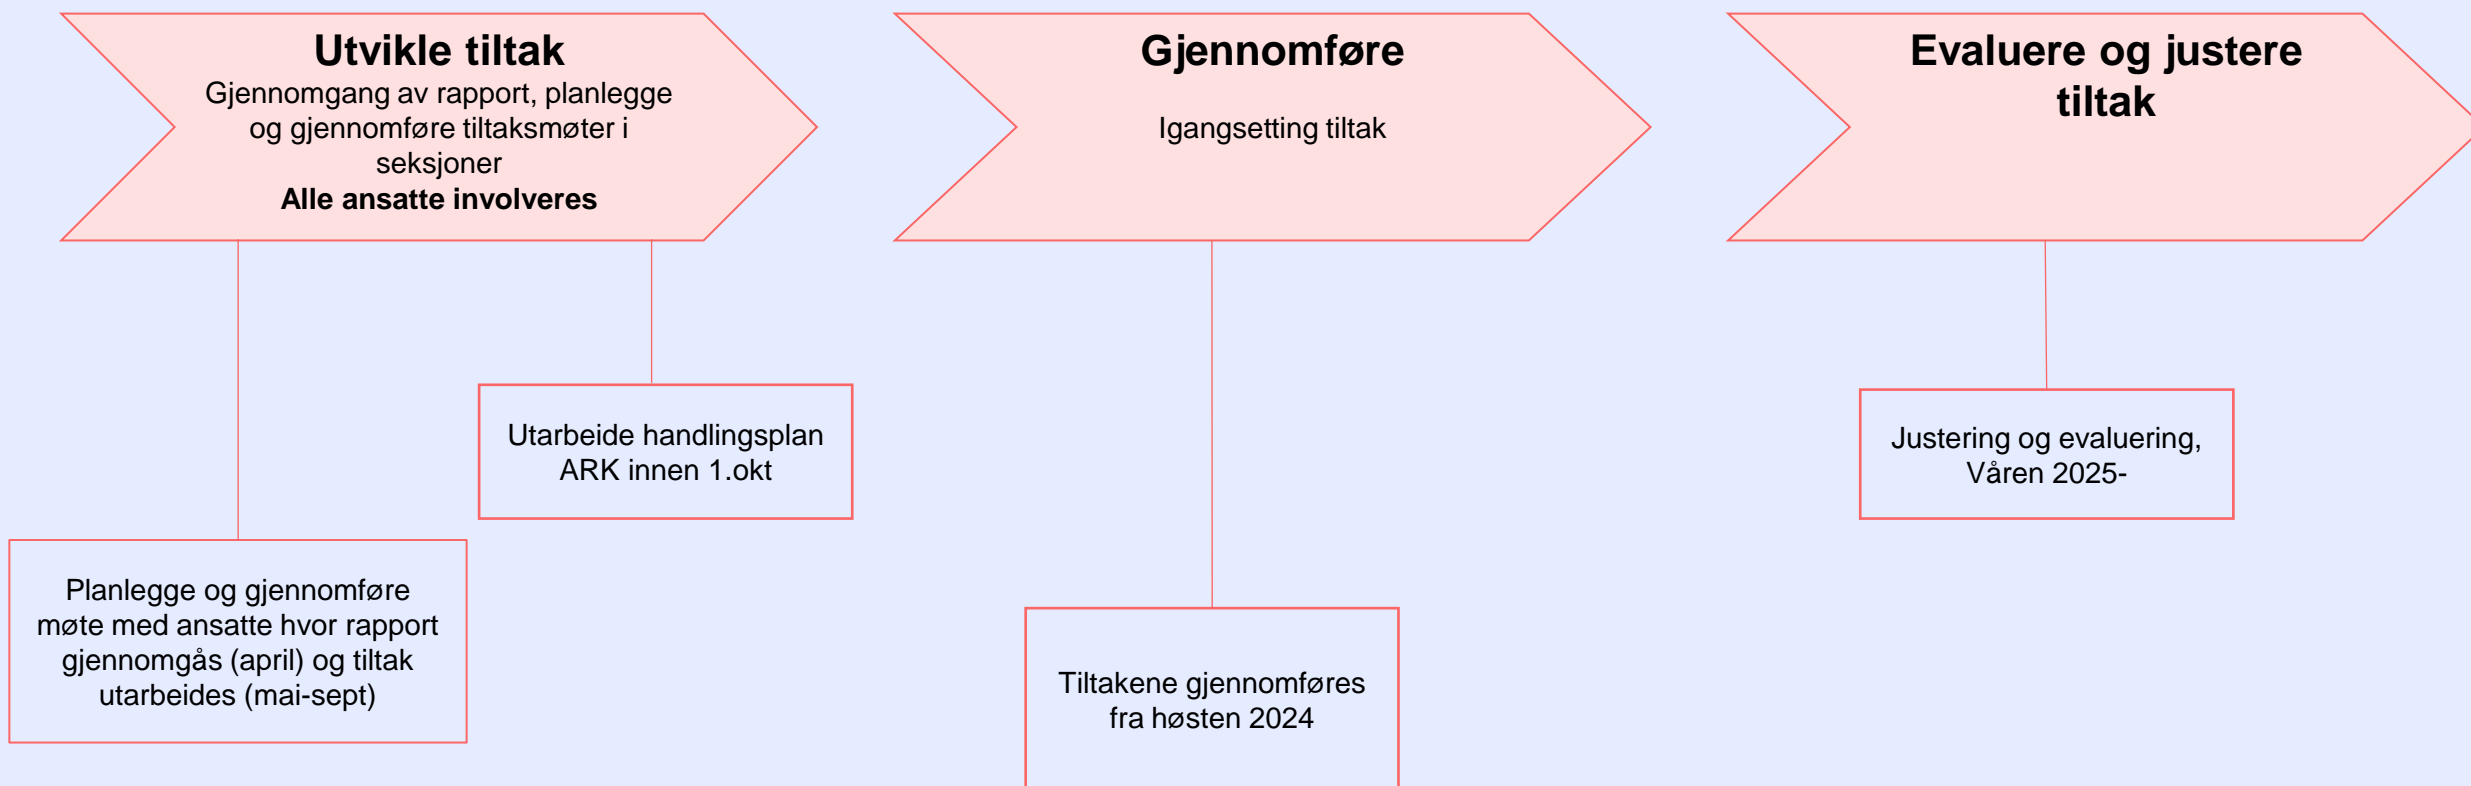 Utvikle tiltak
Gjennomgang av rapport, planlegge
og gjennomføre tiltaksmøter i
seksjoner
Alle ansatte involveres
Gjennomføre
Igangsetting tiltak
Evaluere og justere
tiltak
Utarbeide handlingsplan
ARK innen 1.okt
Justering og evaluering,
Våren 2025-
Planlegge og gjennomføre
møte med ansatte hvor rapport
gjennomgås (april) og tiltak
utarbeides (mai-sept)
Tiltakene gjennomføres
fra høsten 2024